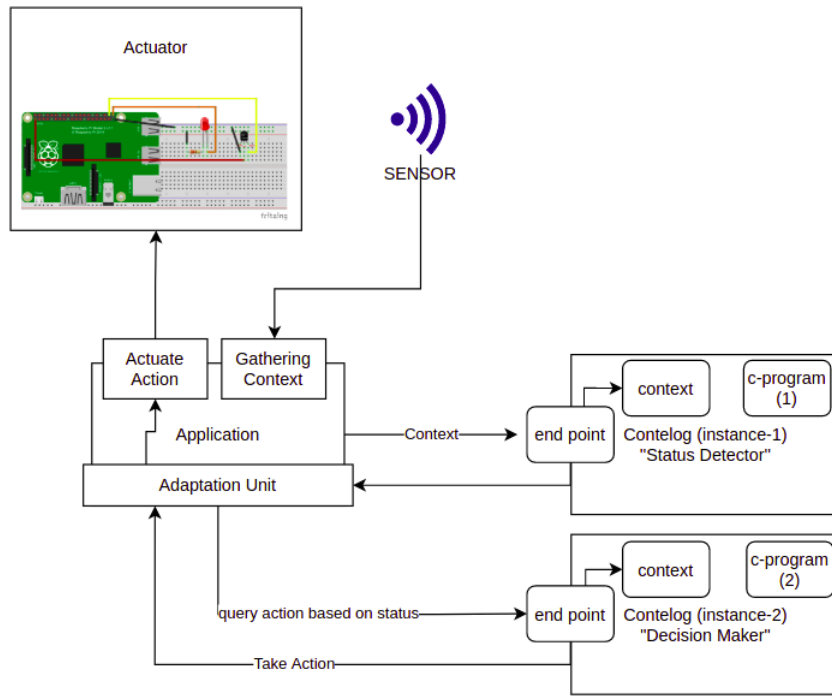 Actuator
fritzing
SENSOR
Actuate
Action
Gathering
Context
Application
Adaptation Unit
Context
end point
context
c-program
(1)
Contelog (instance-1)
"Status Detector"
query action based on status
Take Action
end point
context
c-program
(2)
Contelog (instance-2)
"Decision Maker"